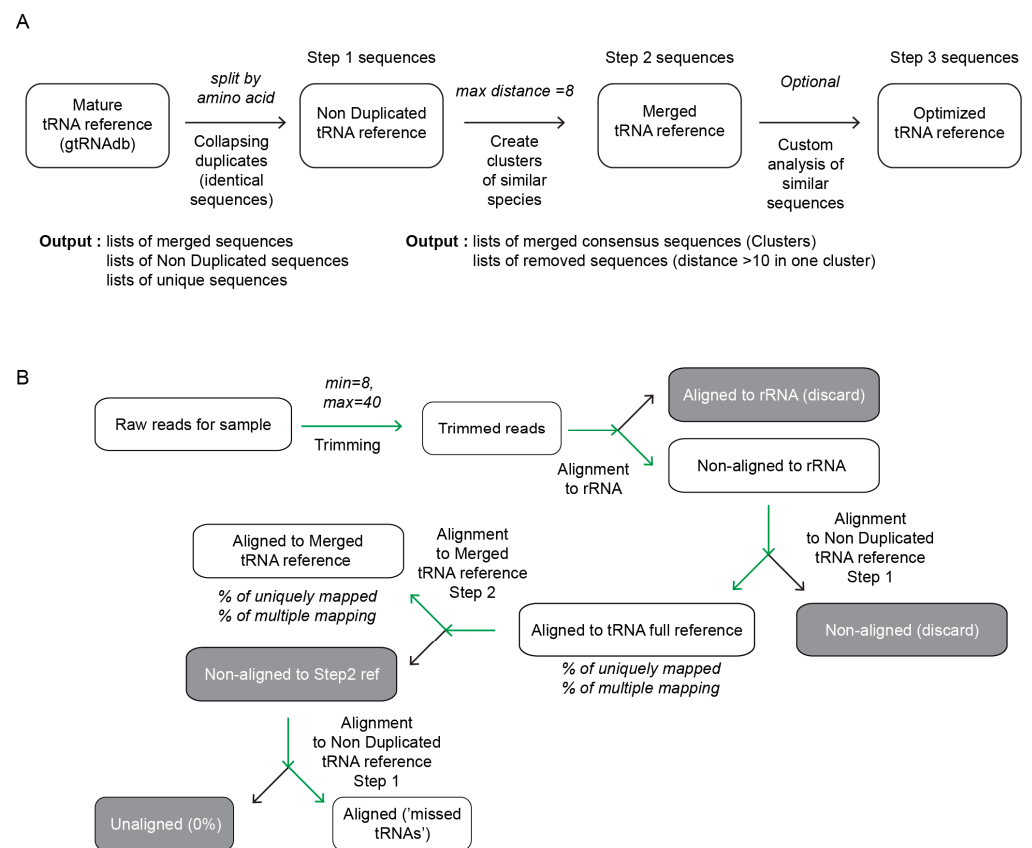 A
Step 1 sequences
Step 2 sequences
Step 3 sequences
Mature
tRNA reference
(gtRNAdb)
split by
amino acid
Collapsing
duplicates
(identical
sequences)
Non Duplicated
tRNA reference
max distance =8
Create
clusters
of similar
species
Merged
tRNA reference
Optional
Custom
analysis of
similar
sequences
Optimized
tRNA reference
Output : lists of merged sequences
lists of Non Duplicated sequences
lists of unique sequences
Output : lists of merged consensus sequences (Clusters)
lists of removed sequences (distance >10 in one cluster)
B
Raw reads for sample
min=8,
max=40
Trimming
Trimmed reads
Alignment
to rRNA
Aligned to rRNA (discard)
Non-aligned to rRNA
Alignment
to Non Duplicated
tRNA reference
Step 1
Non-aligned (discard)
Aligned to tRNA full reference
% of uniquely mapped
% of multiple mapping
Alignment
to Merged
tRNA reference
Step 2
Aligned to Merged
tRNA reference
% of uniquely mapped
% of multiple mapping
Non-aligned to Step2 ref
Alignment
to Non Duplicated
tRNA reference
Step 1
Unaligned (0%)
Aligned ('missed
tRNAs')